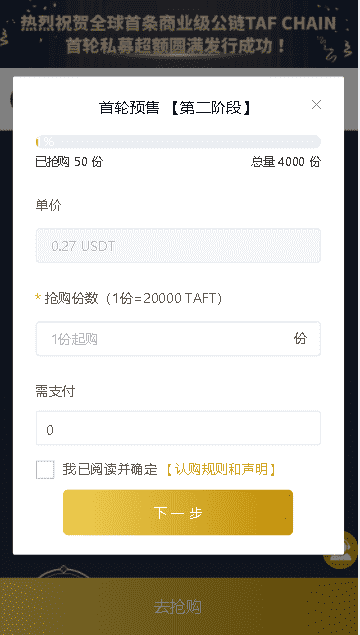 热烈祝贺全球首条商业级公链TAF CHAIN
首轮私募超额圆满发行成功！
首轮预售 【第二阶段】
%
已抢购 50 份
总量 4000 份
单价
0.27 USDT
* 抢购份数（1份=20000 TAFT）
1份起购
份
需支付
0
我已阅读并确定 【认购规则和声明】
下一步
去抢购